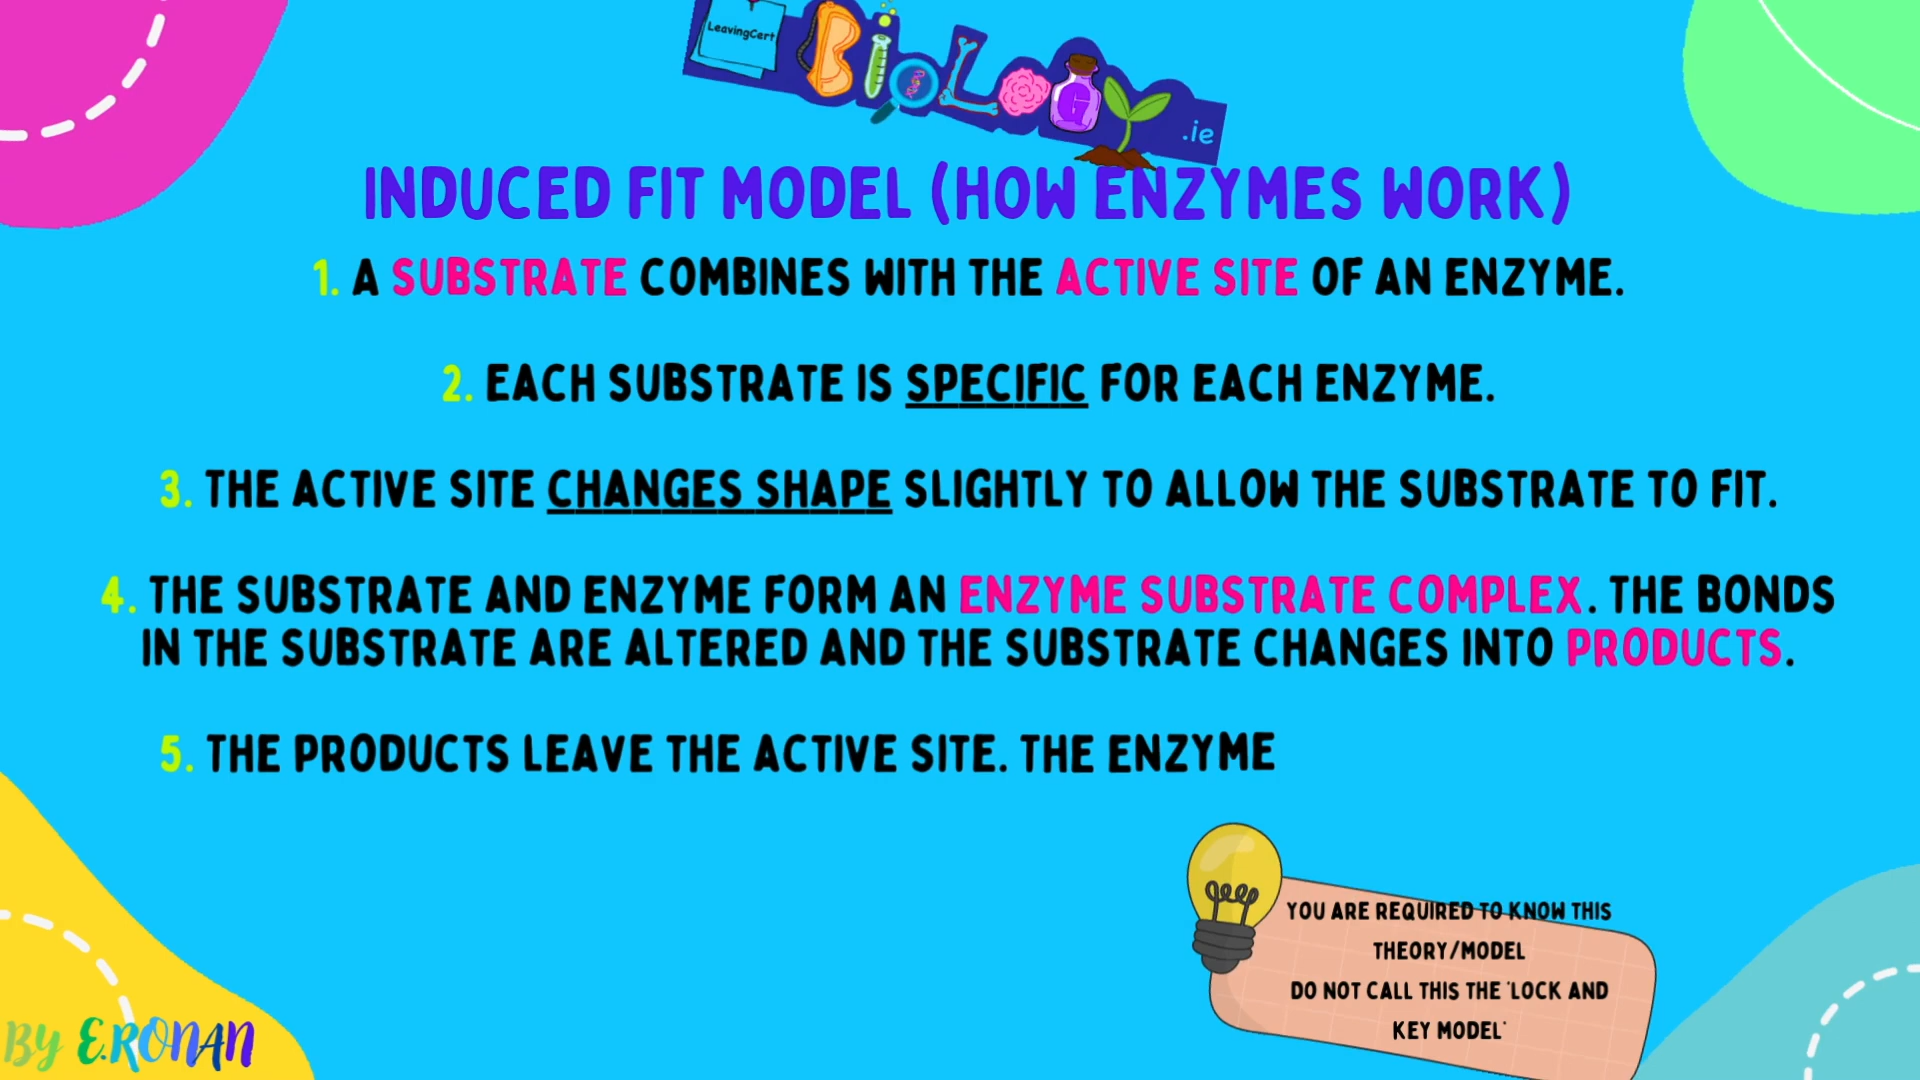 LeavingCert
BioLoGY
.ie
INDUCED FIT MODEL (HOW ENZYMES WORK)
1. A SUBSTRATE COMBINES WITH THE ACTIVE SITE OF AN ENZYME.
2. EACH SUBSTRATE IS SPECIFIC FOR EACH ENZYME.
3. THE ACTIVE SITE CHANGES SHAPE SLIGHTLY TO ALLOW THE SUBSTRATE TO FIT.
4. THE SUBSTRATE AND ENZYME FORM AN ENZYME SUBSTRATE COMPLEX. THE BONDS
IN THE SUBSTRATE ARE ALTERED AND THE SUBSTRATE CHANGES INTO PRODUCTS.
5. THE PRODUCTS LEAVE THE ACTIVE SITE. THE ENZYME
YOU ARE REQUIRED TO KNOW THIS
THEORY/MODEL
DO NOT CALL THIS THE 'LOCK AND
KEY MODEL'
By E.RONAN